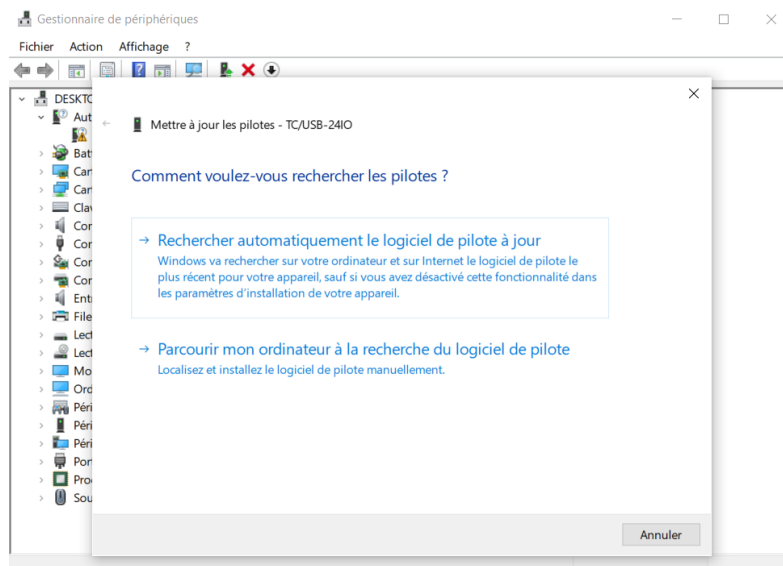 Gestionnaire de périphériques
Fichier Action Affichage ?
DESKTC
Aut
Bat
Car
Car
Clav
Cor
Cor
Cor
Cor
Ent
File
Lect
Lect
Mo
Ord
Péri
Péri
Péri
Por
Pro
Sou
Mettre à jour les pilotes - TC/USB-24IO
Comment voulez-vous rechercher les pilotes ?
→ Rechercher automatiquement le logiciel de pilote à jour
Windows va rechercher sur votre ordinateur et sur Internet le logiciel de pilote le
plus récent pour votre appareil, sauf si vous avez désactivé cette fonctionnalité dans
les paramètres d'installation de votre appareil.
→ Parcourir mon ordinateur à la recherche du logiciel de pilote
Localisez et installez le logiciel de pilote manuellement.
Annuler